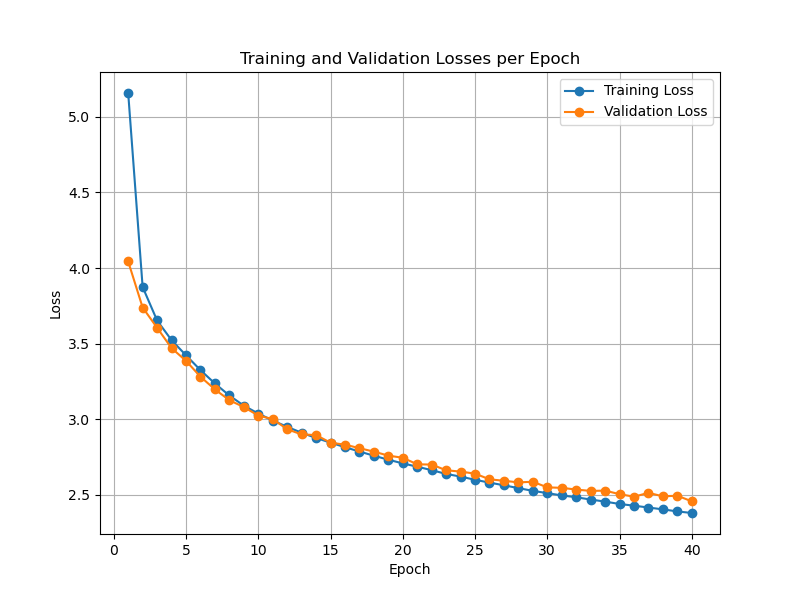 Training and Validation Losses per Epoch
Training Loss
Validation Loss
5.0
4.5
4.0
3.5
3.0
2.5
Loss
0 5 10 15 20 25 30 35 40
Epoch